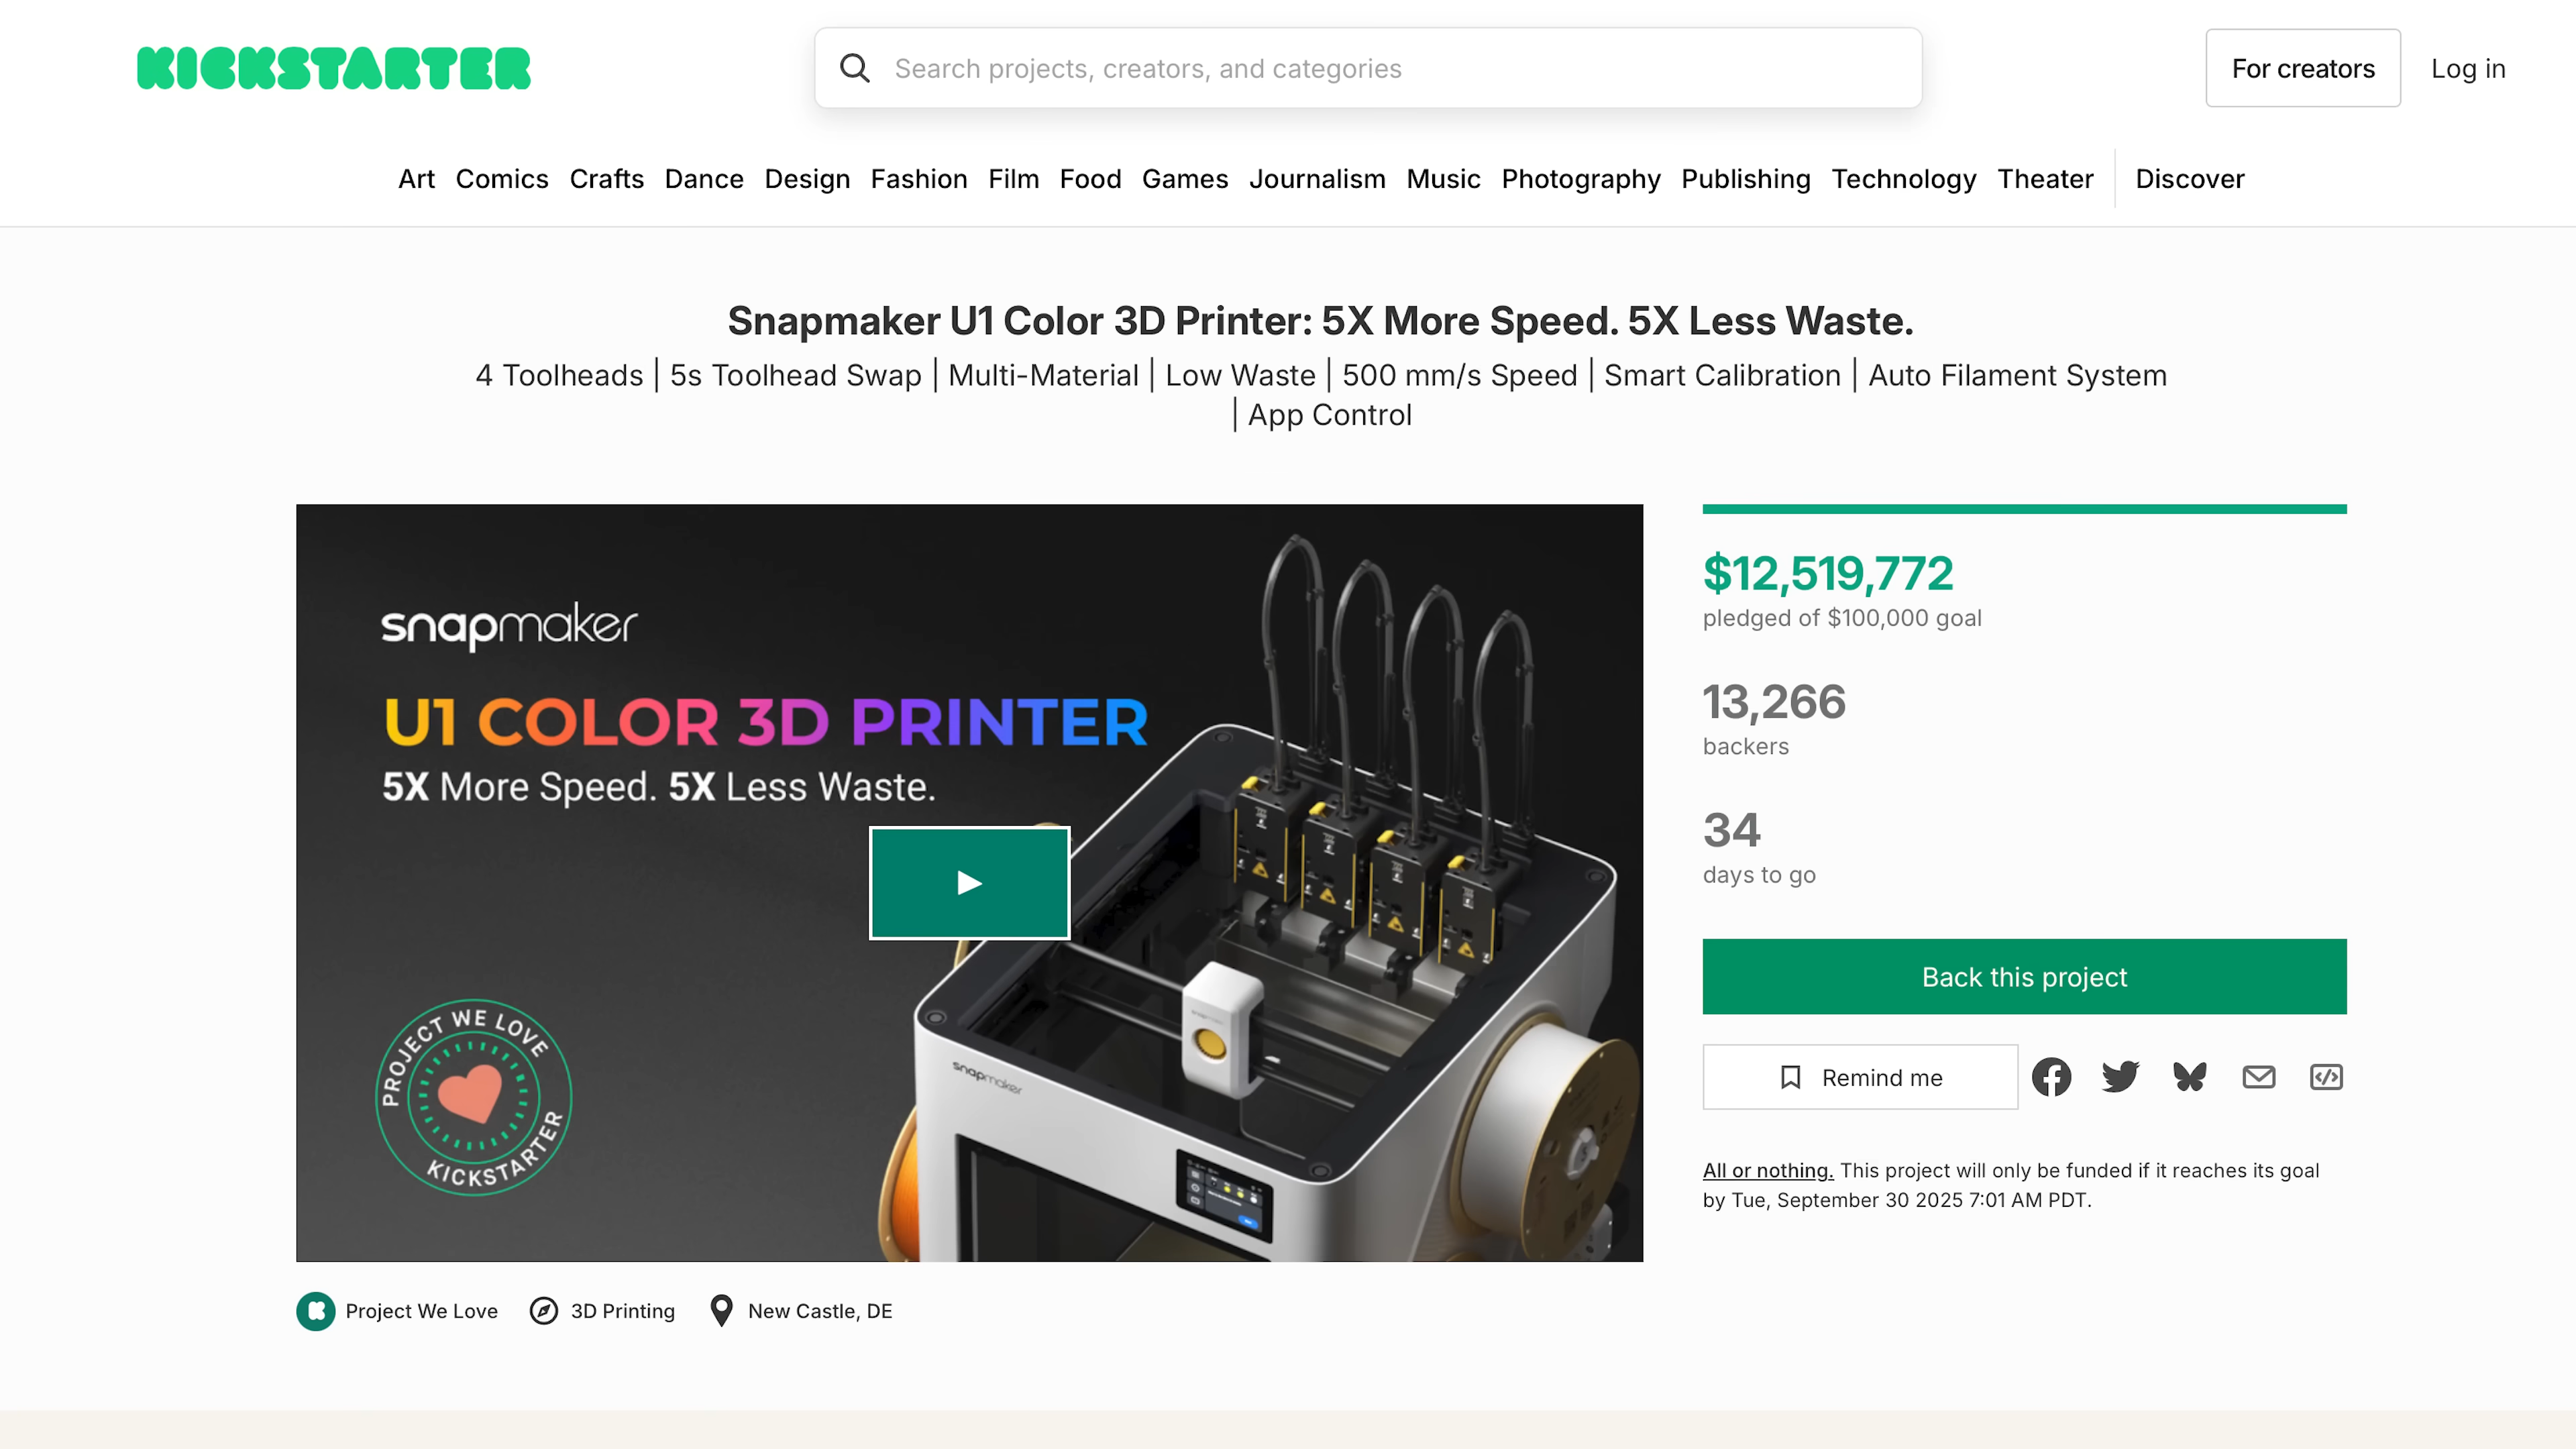 KICKSTARTER
Search projects, creators, and categories
For creators
Log in
Art Comics Crafts Dance Design Fashion Film Food Games Journalism Music Photography Publishing Technology Theater Discover
Snapmaker U1 Color 3D Printer: 5X More Speed. 5X Less Waste.
4 Toolheads | 5s Toolhead Swap | Multi-Material | Low Waste | 500 mm/s Speed | Smart Calibration | Auto Filament System
| App Control
snapmaker
U1 COLOR 3D PRINTER
5X More Speed. 5X Less Waste.
PROJECT WE LOVE
KICKSTARTER
snapmaker
$12,519,772
pledged of $100,000 goal
13,266
backers
34
days to go
Back this project
Remind me
All or nothing. This project will only be funded if it reaches its goal
by Tue, September 30 2025 7:01 AM PDT.
Project We Love
3D Printing
New Castle, DE